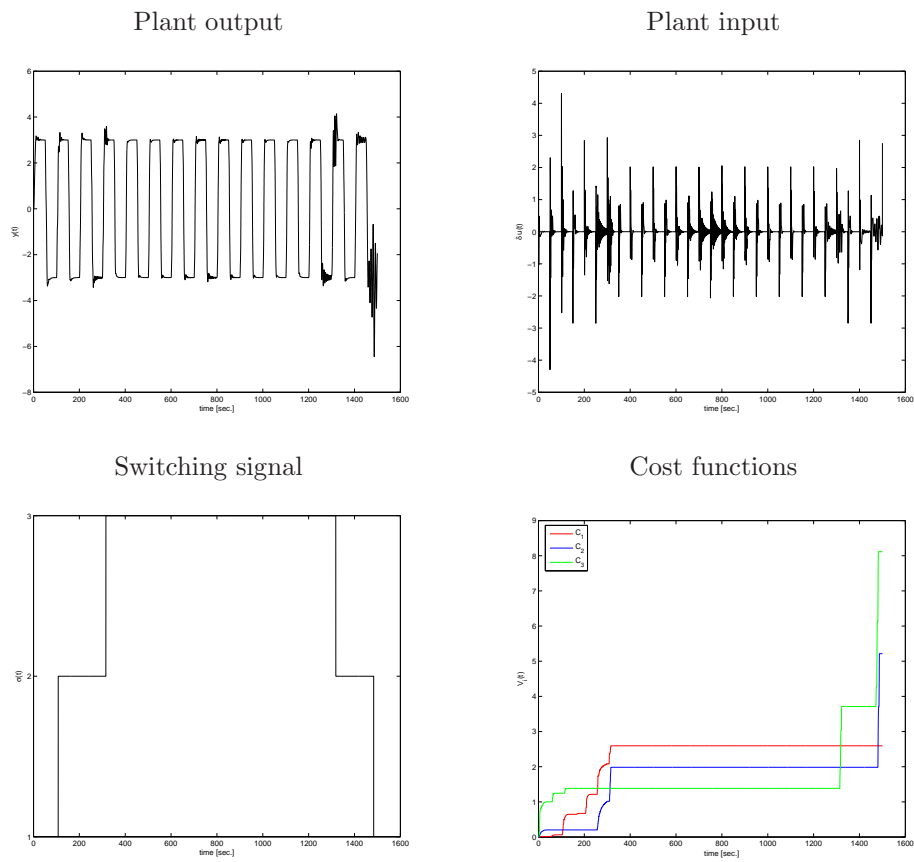 Plant output
6
4
2
0
−2
−4
−6
−8
y(t)
0 200 400 600 800 1000 1200 1400 1600
time [sec.]
Plant input
5
4
3
2
1
0
−1
−2
−3
−4
−5
δ u(t)
0 200 400 600 800 1000 1200 1400 1600
time [sec.]
Switching signal
3
2
1
σ(t)
0 200 400 600 800 1000 1200 1400 1600
time [sec.]
Cost functions
9
8
7
6
5
4
3
2
1
0
V_i(t)
C_1
C_2
C_3
0 200 400 600 800 1000 1200 1400 1600
time [sec.]